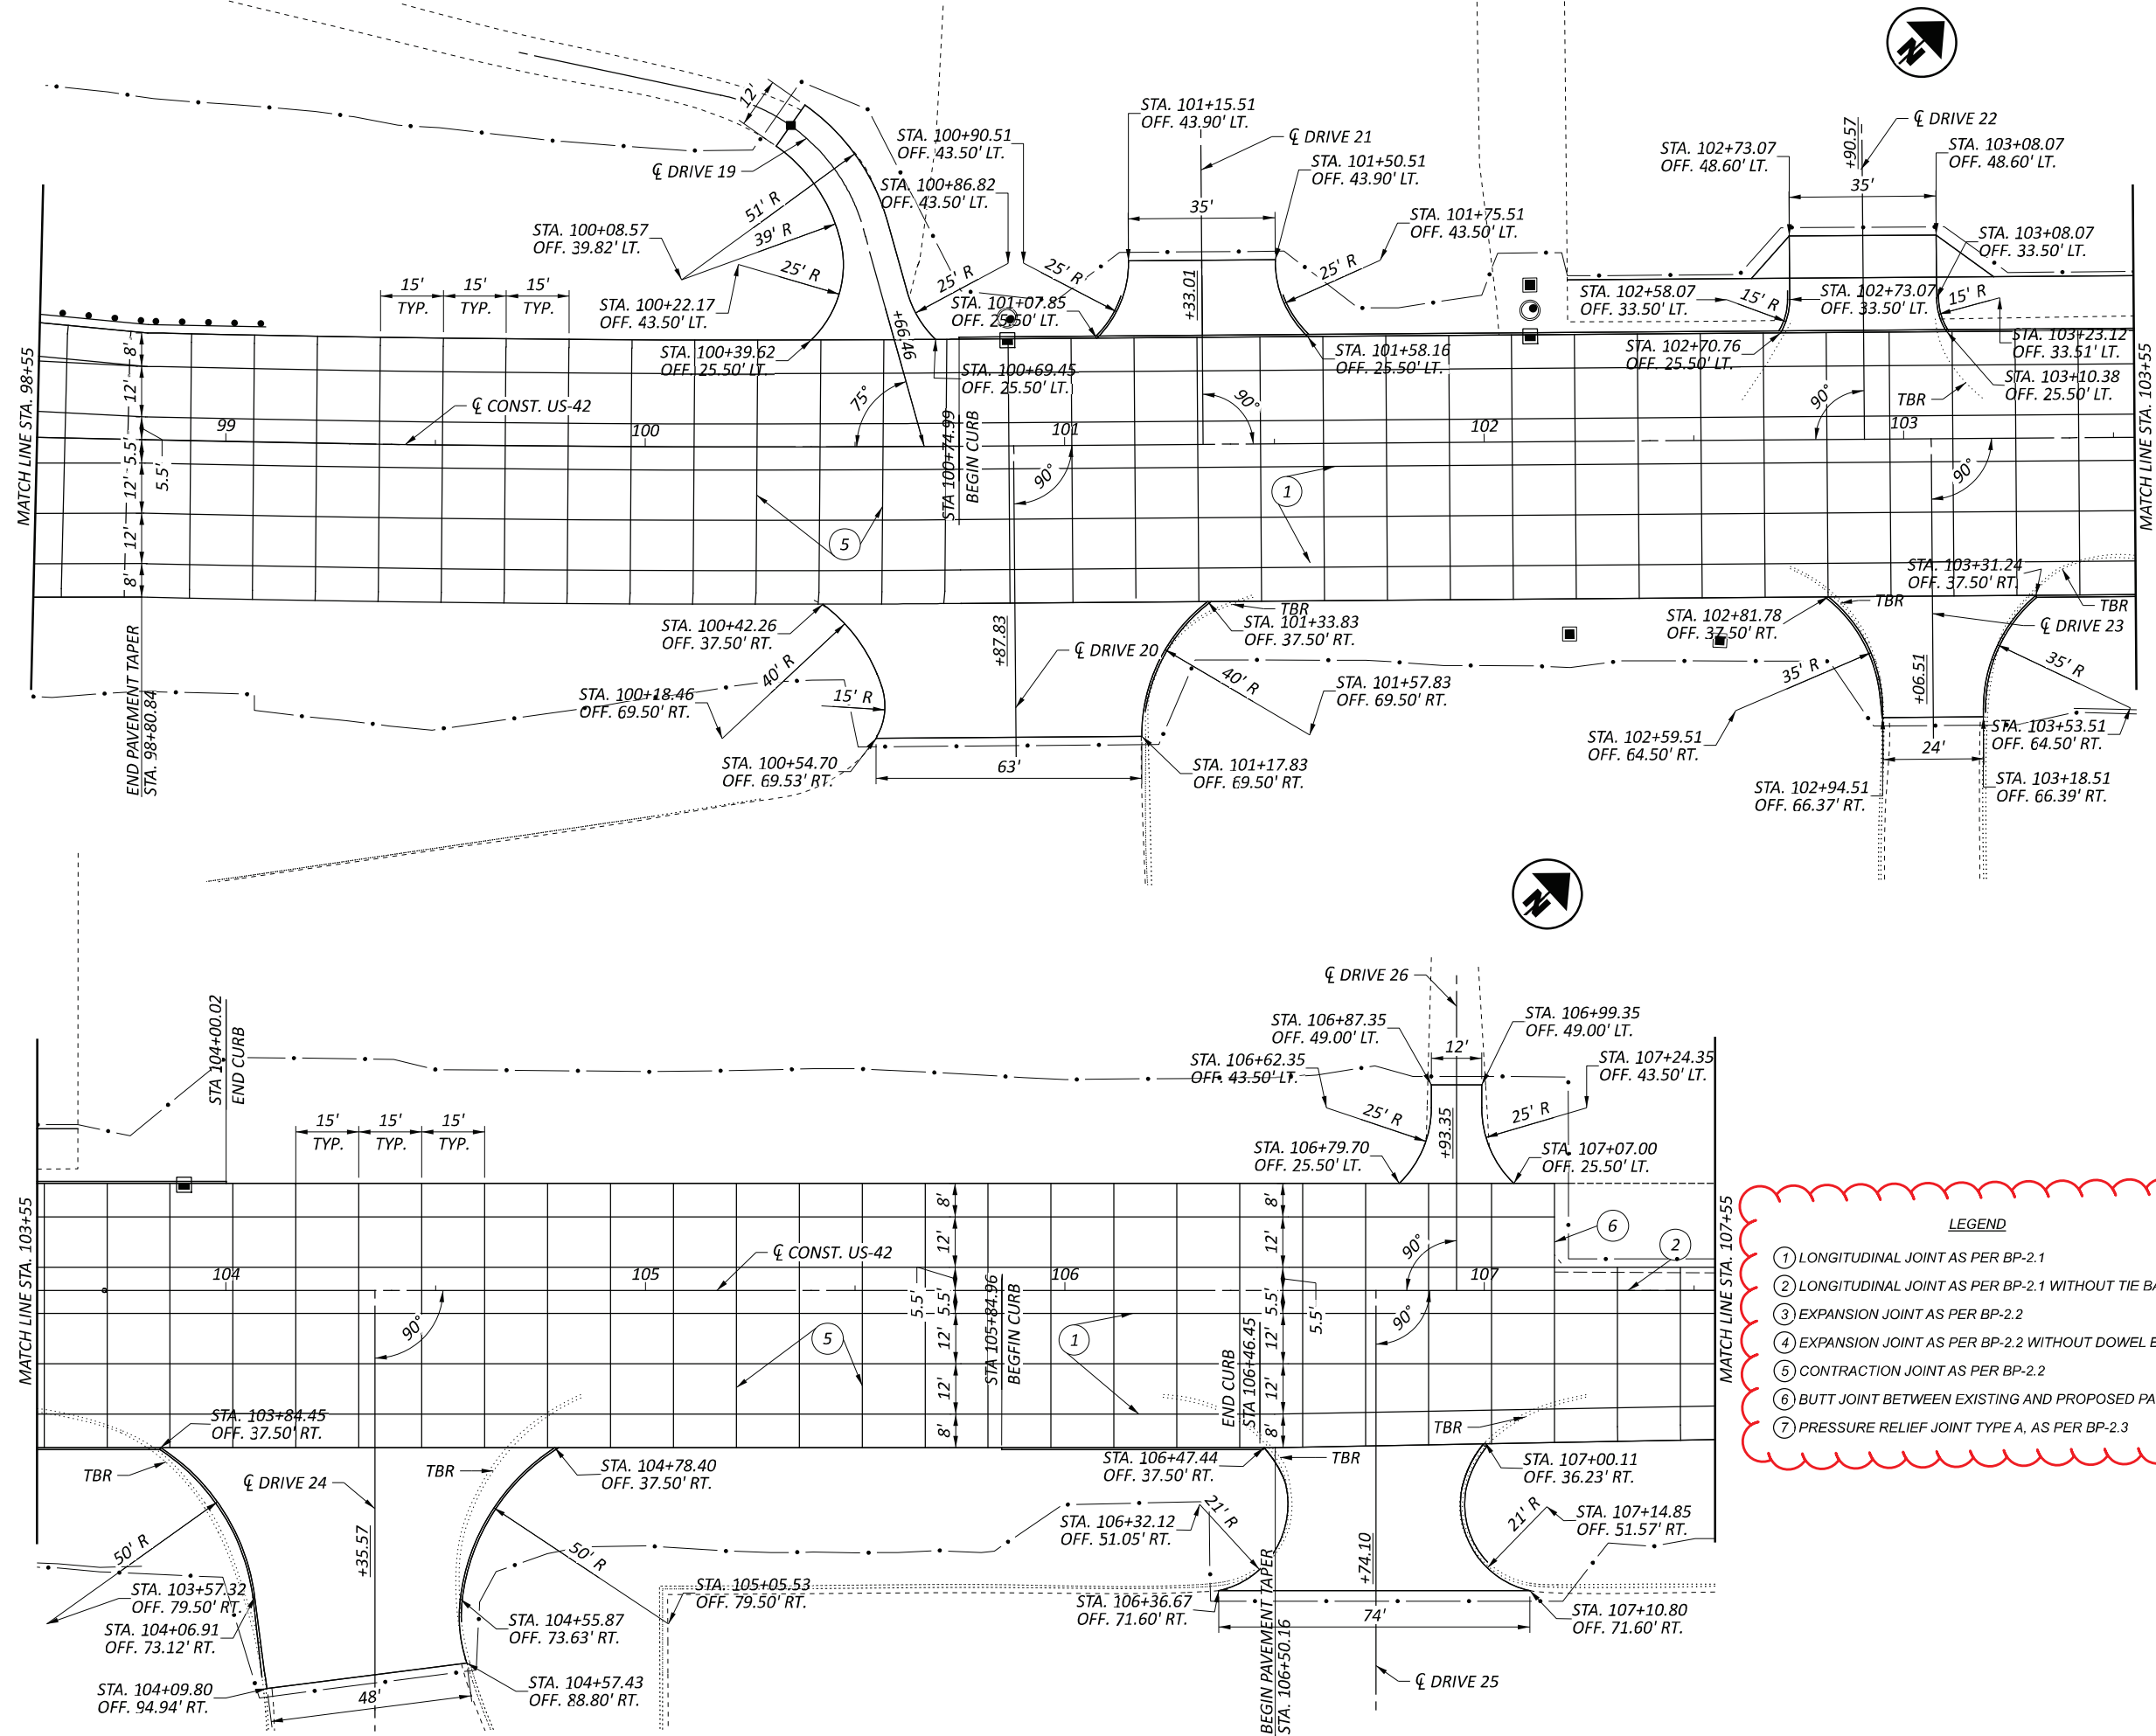 N
12'
℄ DRIVE 19
51' R
39' R
25' R
STA. 100+08.57
OFF. 39.82' LT.
STA. 100+22.17
OFF. 43.50' LT.
STA. 100+39.62
OFF. 25.50' LT.
15'
TYP.
15'
TYP.
15'
TYP.
STA. 100+90.51
OFF. 43.50' LT.
STA. 100+86.82
OFF. 43.50' LT.
25' R
25' R
STA. 101+07.85
OFF. 25.50' LT.
STA. 100+69.45
OFF. 25.50' LT.
+66.46
75°
STA. 101+15.51
OFF. 43.90' LT.
℄ DRIVE 21
STA. 101+50.51
OFF. 43.90' LT.
35'
STA. 101+75.51
OFF. 43.50' LT.
25' R
+33.01
STA. 101+58.16
OFF. 25.50' LT.
90°
STA. 102+73.07
OFF. 48.60' LT.
+90.57
℄ DRIVE 22
STA. 103+08.07
OFF. 48.60' LT.
35'
STA. 103+08.07
OFF. 33.50' LT.
STA. 102+58.07
OFF. 33.50' LT.
15' R
STA. 102+73.07
OFF. 33.50' LT.
15' R
STA. 103+23.12
OFF. 33.51' LT.
STA. 102+70.76
OFF. 25.50' LT.
STA. 103+10.38
OFF. 25.50' LT.
TBR
90°
MATCH LINE STA. 98+55
8'
12'
5.5'
5.5'
12'
12'
8'
99
℄ CONST. US-42
100
101
102
103
STA 100+74.99
BEGIN CURB
90°
90°
1
5
MATCH LINE STA. 103+55
END PAVEMENT TAPER
STA. 98+80.84
STA. 100+42.26
OFF. 37.50' RT.
40' R
STA. 100+18.46
OFF. 69.50' RT.
15' R
STA. 100+54.70
OFF. 69.53' RT.
+87.83
℄ DRIVE 20
63'
TBR
STA. 101+33.83
OFF. 37.50' RT.
40' R
STA. 101+57.83
OFF. 69.50' RT.
STA. 101+17.83
OFF. 69.50' RT.
STA. 102+81.78
OFF. 37.50' RT.
TBR
STA. 103+31.24
OFF. 37.50' RT.
TBR
℄ DRIVE 23
35' R
35' R
+06.51
STA. 102+59.51
OFF. 64.50' RT.
STA. 103+53.51
OFF. 64.50' RT.
24'
STA. 102+94.51
OFF. 66.37' RT.
STA. 103+18.51
OFF. 66.39' RT.
N
STA 104+00.02
END CURB
15'
TYP.
15'
TYP.
15'
TYP.
℄ DRIVE 26
STA. 106+87.35
OFF. 49.00' LT.
STA. 106+99.35
OFF. 49.00' LT.
12'
STA. 106+62.35
OFF. 43.50' LT.
STA. 107+24.35
OFF. 43.50' LT.
25' R
25' R
+93.35
STA. 106+79.70
OFF. 25.50' LT.
STA. 107+07.00
OFF. 25.50' LT.
MATCH LINE STA. 103+55
104
105
℄ CONST. US-42
106
107
8'
12'
5.5'
5.5'
12'
12'
8'
8'
12'
5.5'
5.5'
12'
12'
8'
90°
90°
90°
5
1
6
2
STA 105+84.96
BEGFIN CURB
END CURB
STA 106+46.45
MATCH LINE STA. 107+55
STA. 103+84.45
OFF. 37.50' RT.
TBR
℄ DRIVE 24
TBR
STA. 104+78.40
OFF. 37.50' RT.
+35.57
50' R
50' R
STA. 103+57.32
OFF. 79.50' RT.
STA. 104+06.91
OFF. 73.12' RT.
STA. 104+09.80
OFF. 94.94' RT.
48'
STA. 104+55.87
OFF. 73.63' RT.
STA. 104+57.43
OFF. 88.80' RT.
STA. 105+05.53
OFF. 79.50' RT.
STA. 106+47.44
OFF. 37.50' RT.
TBR
TBR
STA. 107+00.11
OFF. 36.23' RT.
STA. 106+32.12
OFF. 51.05' RT.
21' R
21' R
STA. 107+14.85
OFF. 51.57' RT.
+74.10
STA. 106+36.67
OFF. 71.60' RT.
74'
STA. 107+10.80
OFF. 71.60' RT.
BEGIN PAVEMENT TAPER
STA. 106+50.16
℄ DRIVE 25
LEGEND
1 LONGITUDINAL JOINT AS PER BP-2.1
2 LONGITUDINAL JOINT AS PER BP-2.1 WITHOUT TIE
3 EXPANSION JOINT AS PER BP-2.2
4 EXPANSION JOINT AS PER BP-2.2 WITHOUT DOWEL
5 CONTRACTION JOINT AS PER BP-2.2
6 BUTT JOINT BETWEEN EXISTING AND PROPOSED
7 PRESSURE RELIEF JOINT TYPE A, AS PER BP-2.3